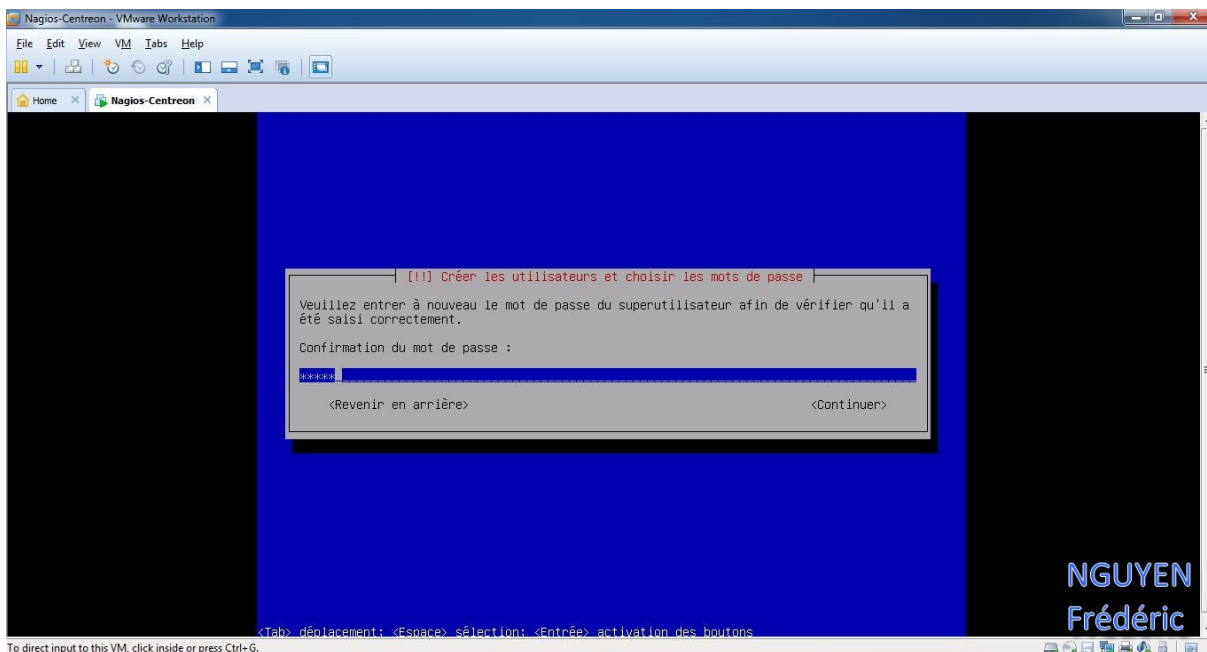 Nagios-Centreon - VMware Workstation
File Edit View VM Tabs Help
Home Nagios-Centreon
[!!] Créer les utilisateurs et choisir les mots de passe
Veuillez entrer à nouveau le mot de passe du superutilisateur afin de vérifier qu'il a
été saisi correctement.
Confirmation du mot de passe :
*****
<Revenir en arrière> <Continuer>
NGUYEN
Frédéric
<Tab> déplacement; <Espace> sélection; <Entrée> activation des boutons
To direct input to this VM, click inside or press Ctrl+G.